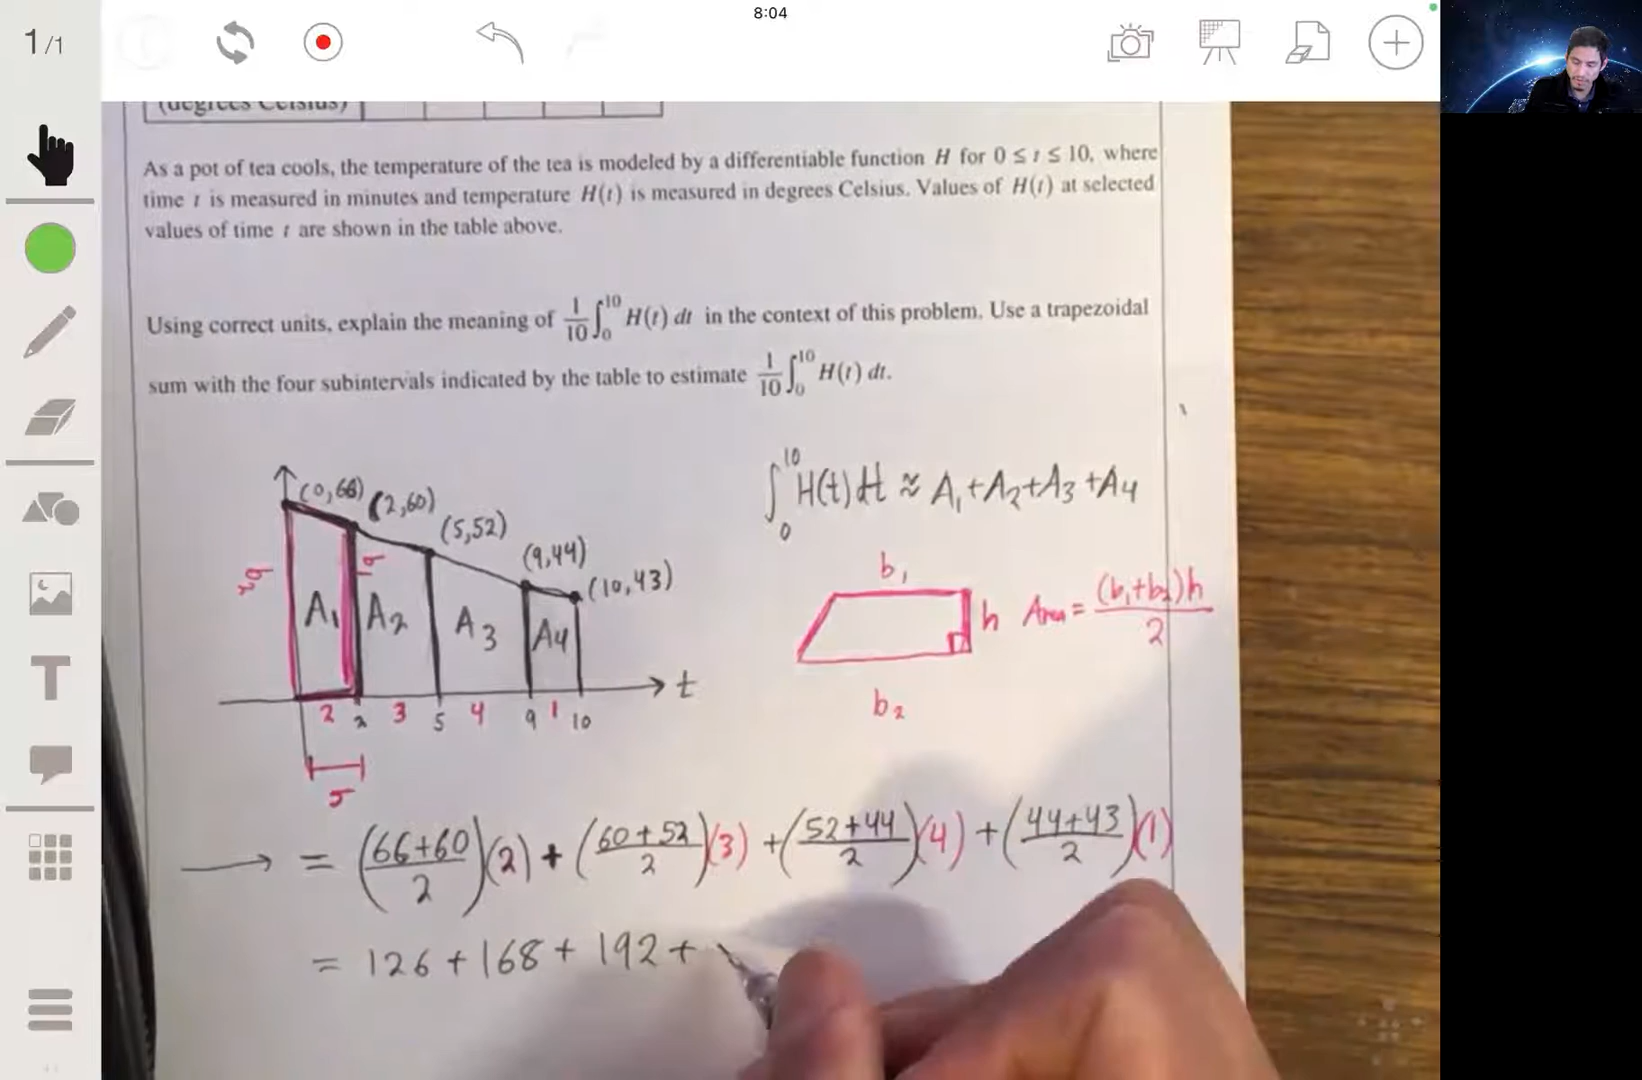 8:04
1/1
(degrees Celsius)
As a pot of tea cools, the temperature of the tea is modeled by a differentiable function H for 0 ≤ t ≤ 10, where
time t is measured in minutes and temperature H(t) is measured in degrees Celsius. Values of H(t) at selected
values of time t are shown in the table above.
Using correct units, explain the meaning of 1/10 ∫₀¹⁰ H(t) dt in the context of this problem. Use a trapezoidal
sum with the four subintervals indicated by the table to estimate 1/10 ∫₀¹⁰ H(t) dt.
∫₀¹⁰ H(t)dt ≈ A₁+A₂+A₃+A₄
(0,66) (2,60)
(5,52)
(9,44)
(10,43)
b₂
A₁ A₂ A₃ A₄
t
2 2 3 5 4 9 1 10
b₁
h Area = (b₁+b₂)h/2
b₂
→ = (66+60/2)(2) + (60+52/2)(3) + (52+44/2)(4) + (44+43/2)(1)
= 126 + 168 + 192 +
T